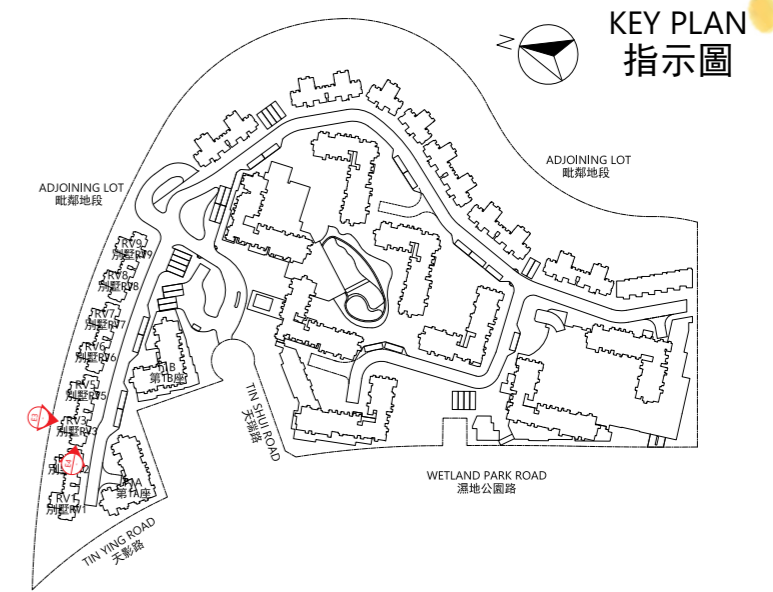 KEY PLAN
指示圖
N
ADJOINING LOT
毗鄰地段
ADJOINING LOT
毗鄰地段
RV9
別墅RV9
RV8
別墅RV8
RV7
別墅RV7
RV6
別墅RV6
RV5
別墅RV5
RV3
別墅RV3
E3
E4
RV1
別墅RV1
第1B座
第1A座
TIN SHUI ROAD
天瑞路
WETLAND PARK ROAD
濕地公園路
TIN YING ROAD
天影路